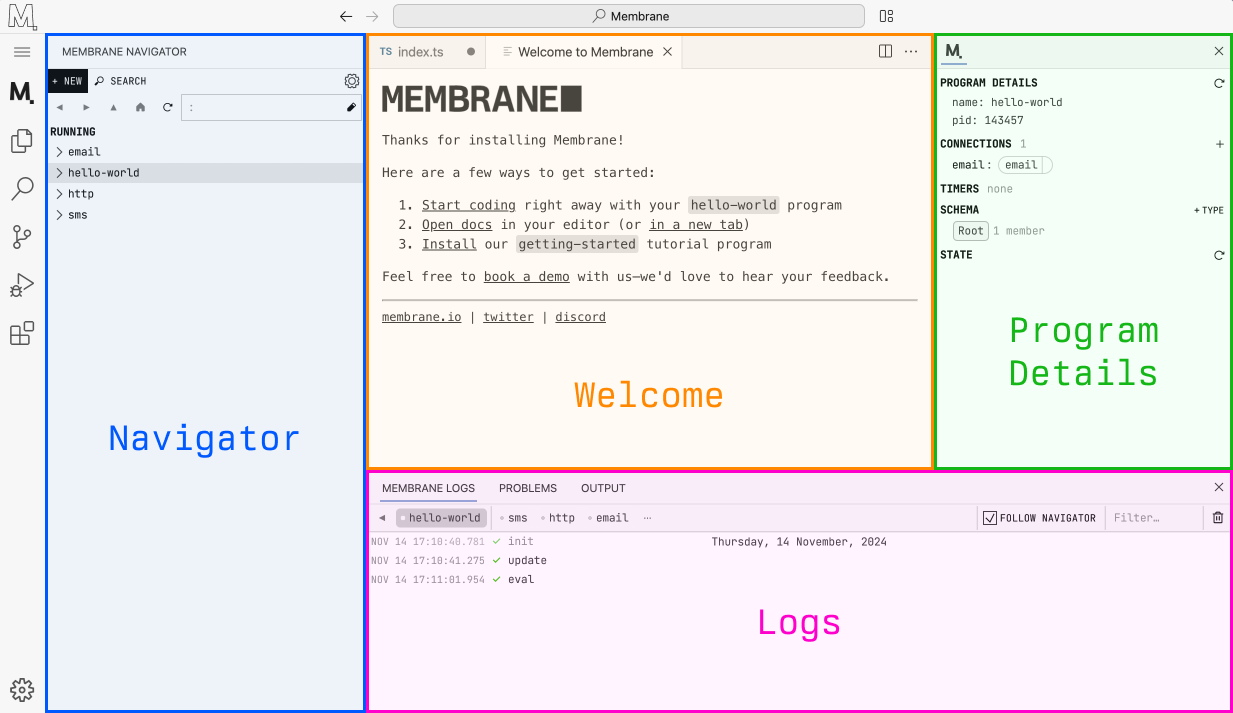 M.
Membrane
M.
MEMBRANE NAVIGATOR
+ NEW
SEARCH
:
RUNNING
email
hello-world
http
sms
Navigator
TS index.ts
Welcome to Membrane
MEMBRANE
Thanks for installing Membrane!
Here are a few ways to get started:
1. Start coding right away with your hello-world program
2. Open docs in your editor (or in a new tab)
3. Install our getting-started tutorial program
Feel free to book a demo with us—we'd love to hear your feedback.
membrane.io | twitter | discord
Welcome
M.
PROGRAM DETAILS
name: hello-world
pid: 143457
CONNECTIONS 1 +
email: email
TIMERS none
SCHEMA + TYPE
Root 1 member
STATE
Program
Details
MEMBRANE LOGS PROBLEMS OUTPUT
hello-world sms http email ...
FOLLOW NAVIGATOR Filter…
Thursday, 14 November, 2024
NOV 14 17:10:40.781 ✓ init
NOV 14 17:10:41.275 ✓ update
NOV 14 17:11:01.954 ✓ eval
Logs